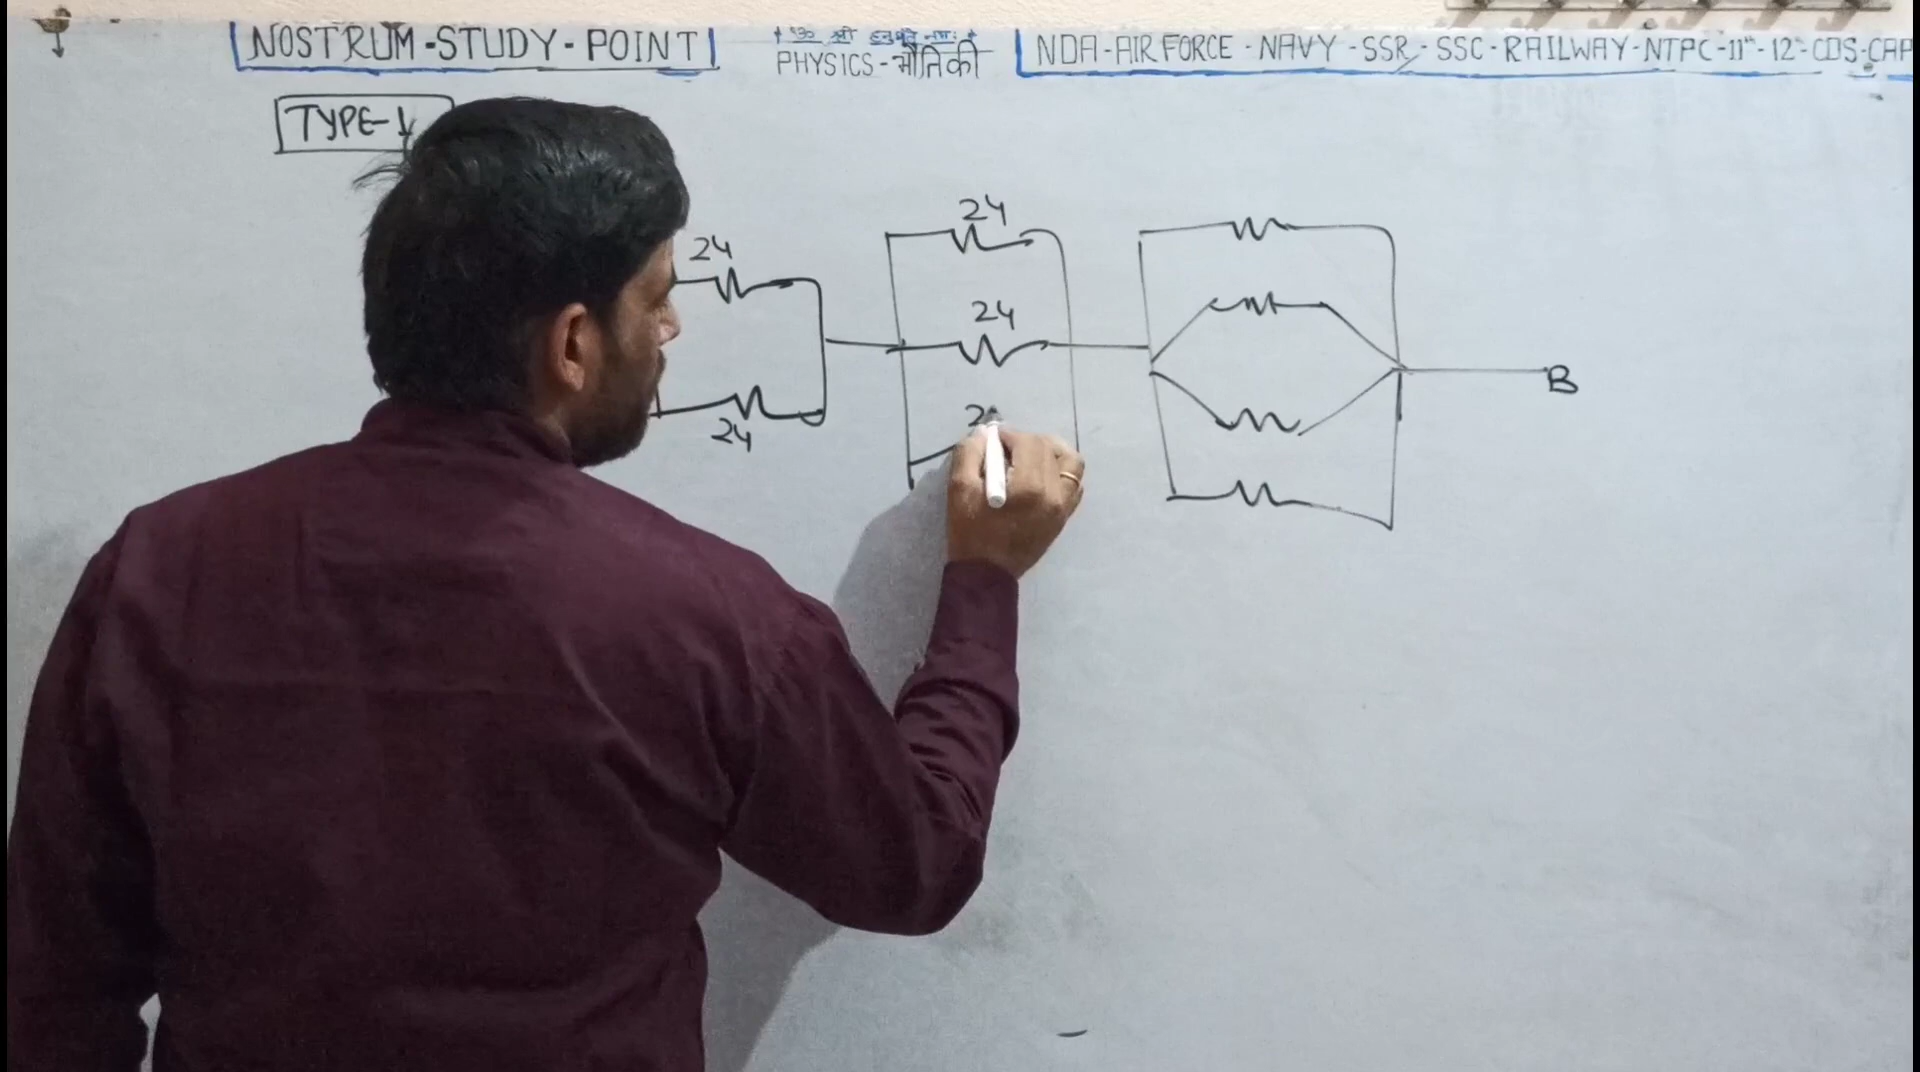 NOSTRUM-STUDY-POINT
PHYSICS-भौतिकी
NDA-AIR FORCE-NAVY-SSR-SSC-RAILWAY-NTPC-11th-12th-CDS-CAP
TYPE-1
24
24
24
24
2
B